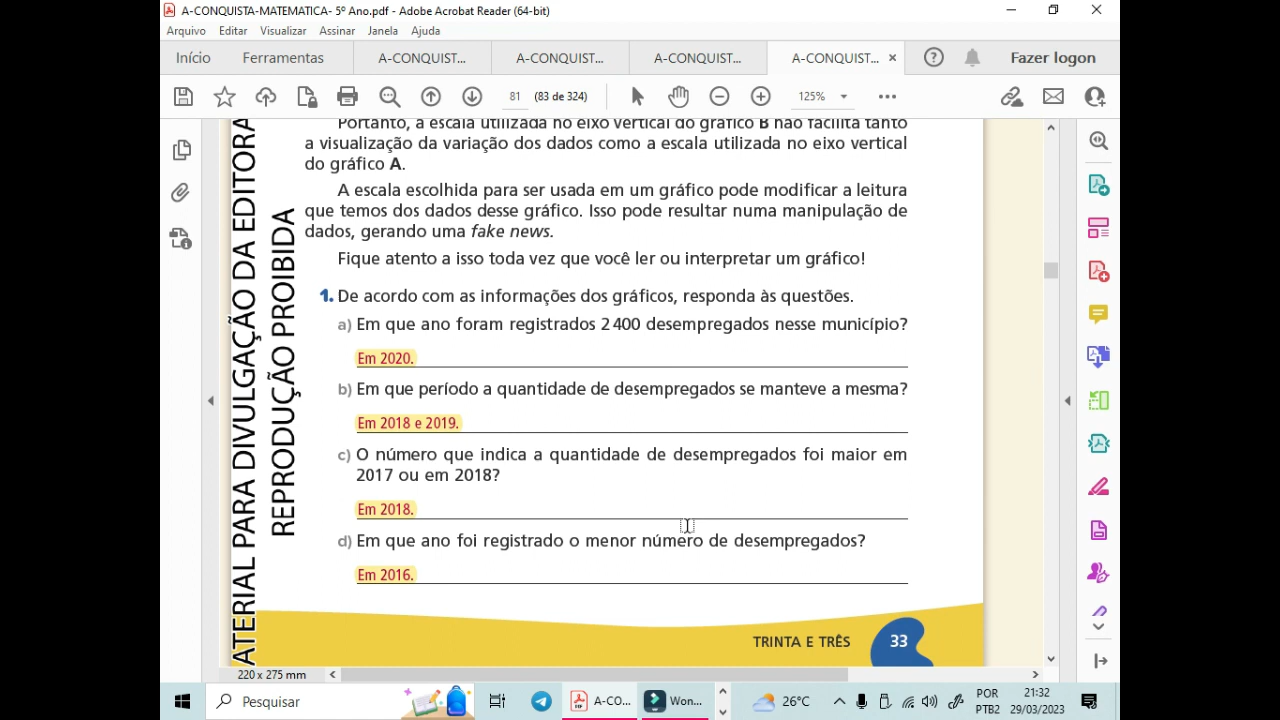 A-CONQUISTA-MATEMATICA- 5º Ano.pdf - Adobe Acrobat Reader (64-bit)
Arquivo Editar Visualizar Assinar Janela Ajuda
Início Ferramentas A-CONQUIST... A-CONQUIST... A-CONQUIST... A-CONQUIST... × Fazer logon
81 (83 de 324) 125%
Portanto, a escala utilizada no eixo vertical do gráfico B não facilita tanto
a visualização da variação dos dados como a escala utilizada no eixo vertical
do gráfico A.
A escala escolhida para ser usada em um gráfico pode modificar a leitura
que temos dos dados desse gráfico. Isso pode resultar numa manipulação de
dados, gerando uma fake news.
Fique atento a isso toda vez que você ler ou interpretar um gráfico!
1. De acordo com as informações dos gráficos, responda às questões.
a) Em que ano foram registrados 2 400 desempregados nesse município?
Em 2020.
b) Em que período a quantidade de desempregados se manteve a mesma?
Em 2018 e 2019.
c) O número que indica a quantidade de desempregados foi maior em
2017 ou em 2018?
Em 2018.
d) Em que ano foi registrado o menor número de desempregados?
Em 2016.
TRINTA E TRÊS 33
ATERIAL PARA DIVULGAÇÃO DA EDITORA
REPRODUÇÃO PROIBIDA
220 x 275 mm
Pesquisar A-CO... Won... 26°C POR 21:32
PTB2 29/03/2023